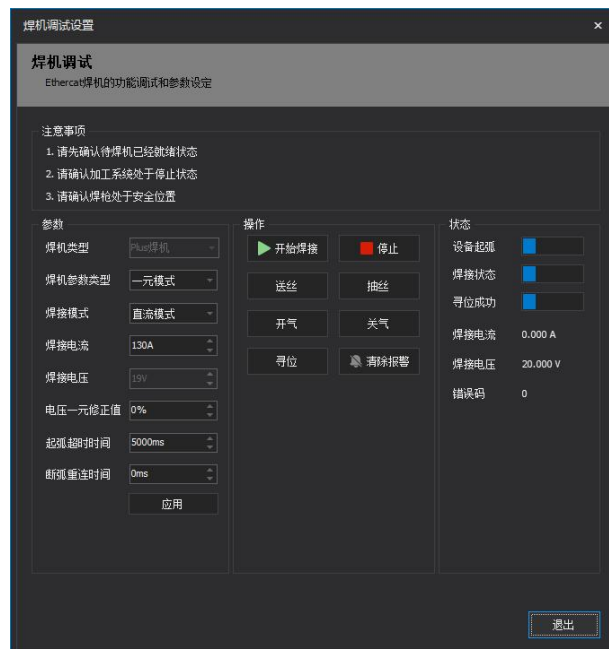 焊机调试设置
焊机调试
Ethercat焊机的功能调试和参数设定
注意事项
1. 请先确认待焊机已经就绪状态
2. 请确认加工系统处于停止状态
3. 请确认焊枪处于安全位置
参数
焊机类型 Plus焊机
焊机参数类型 一元模式
焊接模式 直流模式
焊接电流 130A
焊接电压 19V
电压一元修正值 0%
起弧超时时间 5000ms
断弧重连时间 0ms
应用
操作
开始焊接 停止
送丝 抽丝
开气 关气
寻位 清除报警
状态
设备起弧
焊接状态
寻位成功
焊接电流 0.000 A
焊接电压 20.000 V
错误码 0
退出